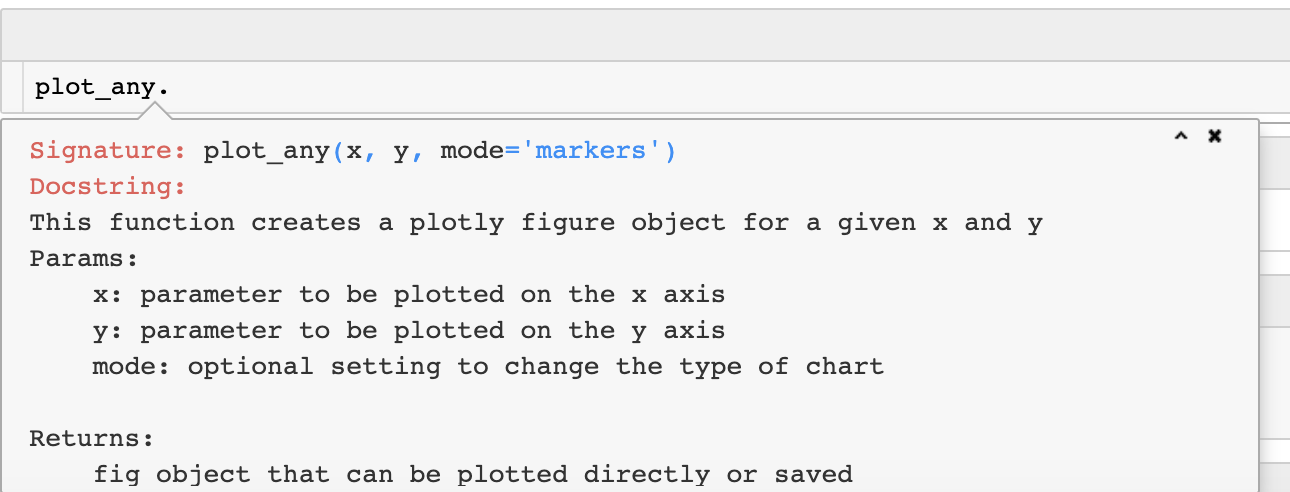 plot_any.
Signature: plot_any(x, y, mode='markers')
Docstring:
This function creates a plotly figure object for a given x and y
Params:
    x: parameter to be plotted on the x axis
    y: parameter to be plotted on the y axis
    mode: optional setting to change the type of chart
Returns:
    fig object that can be plotted directly or saved